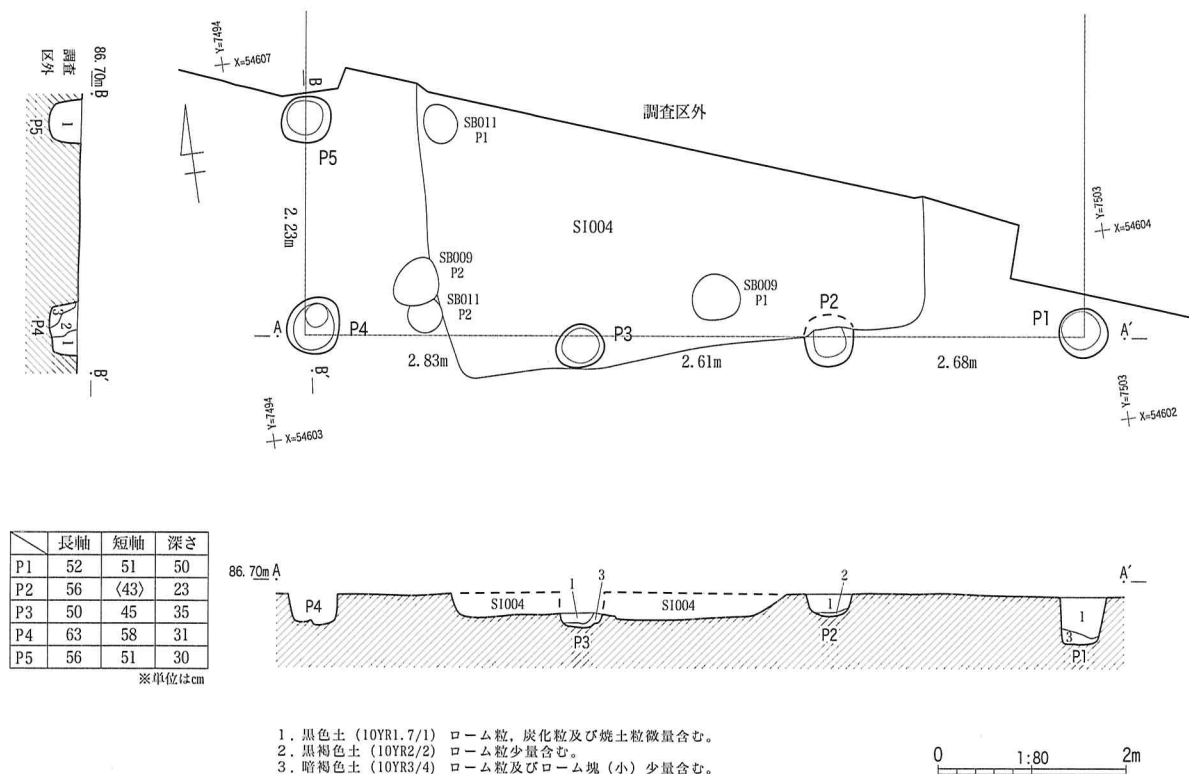 Y=7494
X=54607
86.70m B
調査
区外
P5
1
P4
3
2
1
B'
B
P5
SB011
P1
調査区外
2.23m
SI004
Y=7503
X=54604
SB009
P2
SB011
P2
SB009
P1
A
P4
P3
P2
P1
A'
2.83m
2.61m
2.68m
B'
Y=7494
X=54603
Y=7503
X=54602
長軸 短軸 深さ
P1 52 51 50
P2 56 〈43〉 23
P3 50 45 35
P4 63 58 31
P5 56 51 30
※単位はcm
86.70m A
A'
P4
SI004
1
3
P3
SI004
2
1
P2
1
3
P1
1. 黒色土 (10YR1.7/1) ローム粒, 炭化粒及び焼土粒微量含む。
2. 黒褐色土 (10YR2/2) ローム粒少量含む。
3. 暗褐色土 (10YR3/4) ローム粒及びローム塊 (小) 少量含む。
0 1:80 2m